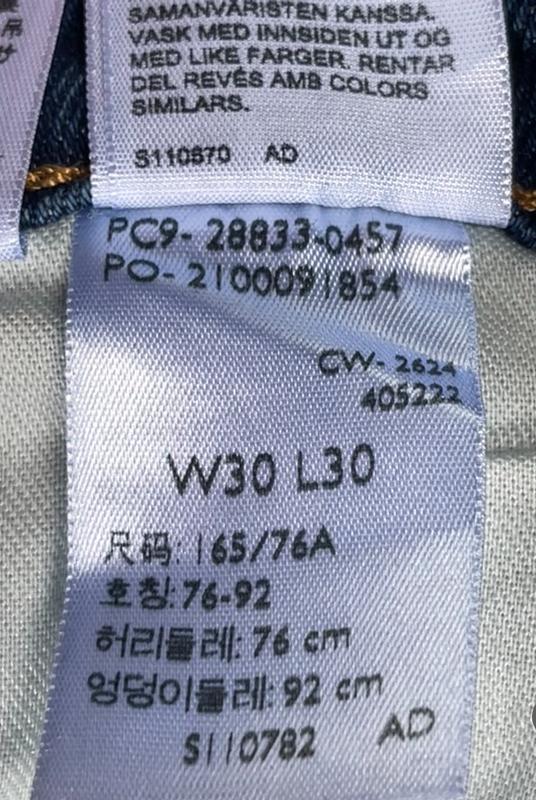 SAMANVÄRISTEN KANSSA.
VASK MED INNSIDEN UT OG
MED LIKE FARGER. RENTAR
DEL REVÉS AMB COLORS
SIMILARS.
S110870 AD
PC9- 28833-0457
PO- 2100091854
CW- 2624
405222
W30 L30
尺码: 165/76A
호칭: 76-92
허리둘레: 76 cm
엉덩이둘레: 92 cm
S110782 AD